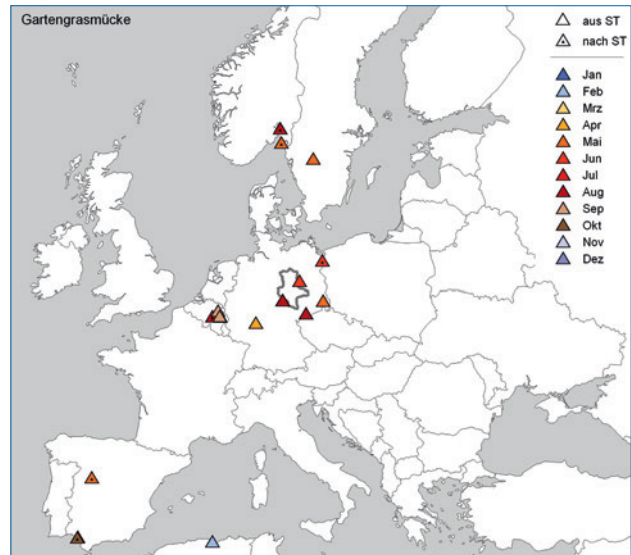 Gartengrasmücke
aus ST
nach ST
Jan
Feb
Mrz
Apr
Mai
Jun
Jul
Aug
Sep
Okt
Nov
Dez